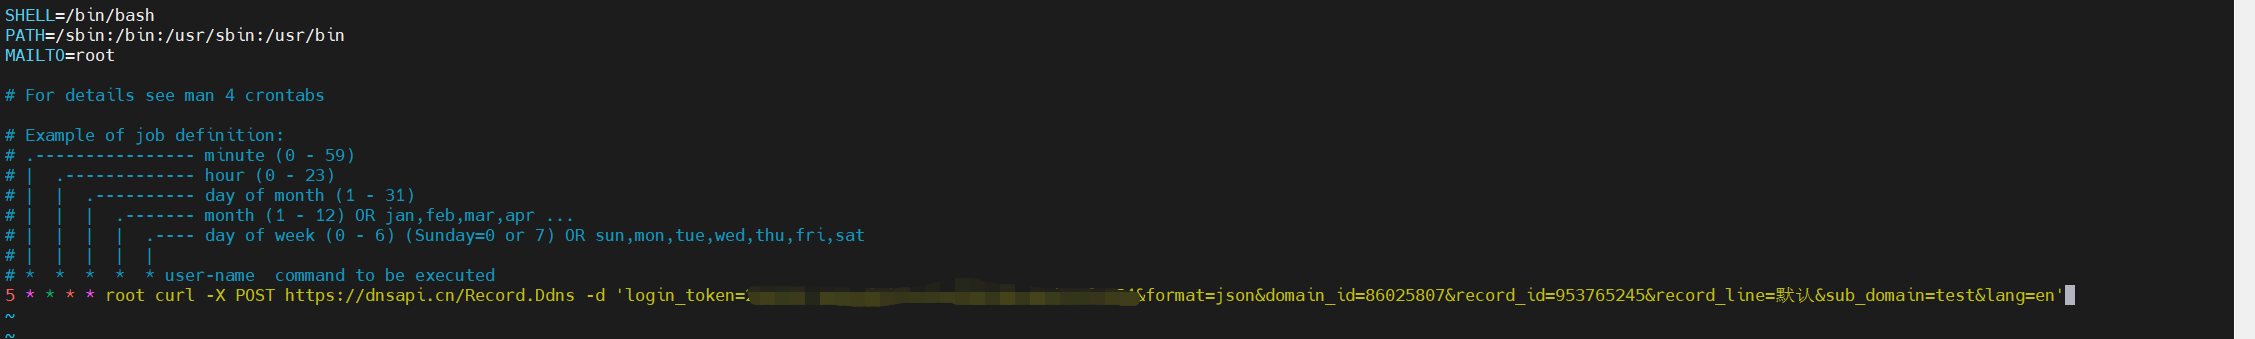 SHELL=/bin/bash
PATH=/sbin:/bin:/usr/sbin:/usr/bin
MAILTO=root
# For details see man 4 crontabs
# Example of job definition:
# .---------------- minute (0 - 59)
# |  .------------- hour (0 - 23)
# |  |  .---------- day of month (1 - 31)
# |  |  |  .------- month (1 - 12) OR jan,feb,mar,apr ...
# |  |  |  |  .---- day of week (0 - 6) (Sunday=0 or 7) OR sun,mon,tue,wed,thu,fri,sat
# |  |  |  |  |
# *  *  *  *  * user-name  command to be executed
5 * * * * root curl -X POST https://dnsapi.cn/Record.Ddns -d 'login_token= &format=json&domain_id=86025807&record_id=953765245&record_line=默认&sub_domain=test&lang=en'
~
~